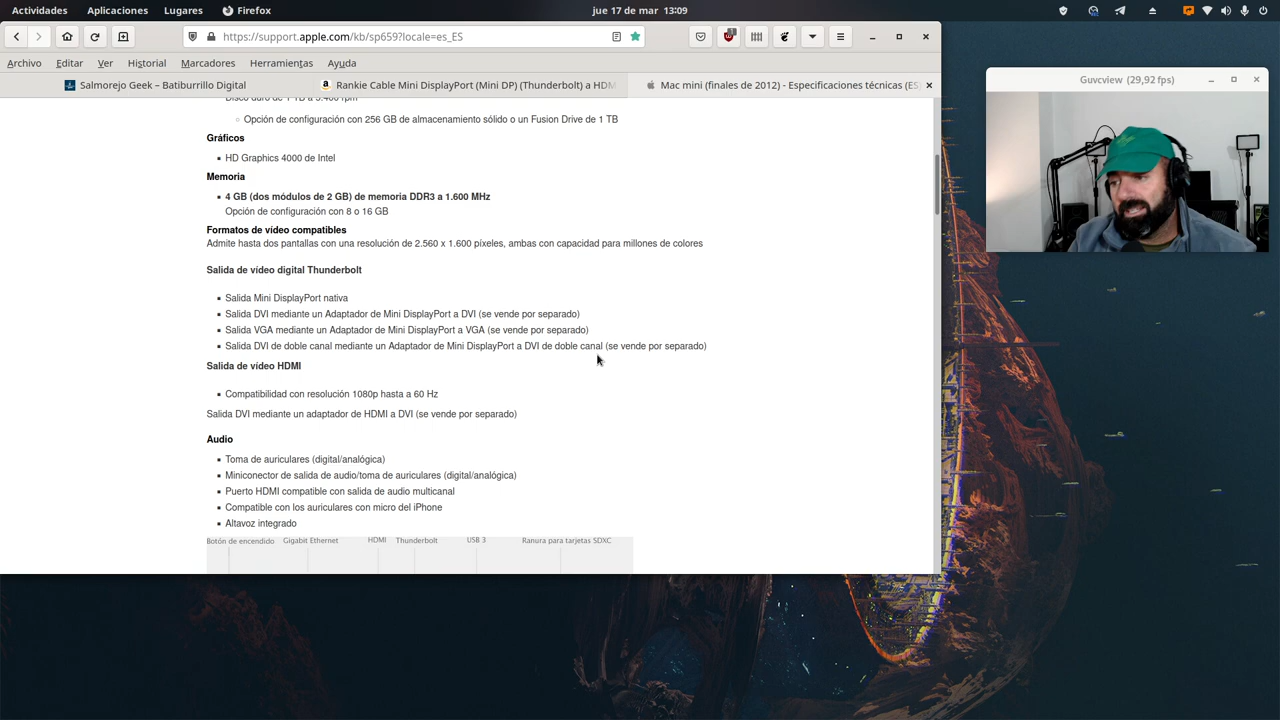 Actividades Aplicaciones Lugares Firefox jue 17 de mar 13:09
https://support.apple.com/kb/sp659?locale=es_ES
Archivo Editar Ver Historial Marcadores Herramientas Ayuda
Salmorejo Geek – Batiburrillo Digital Rankie Cable Mini DisplayPort (Mini DP) (Thunderbolt) a HDM Mac mini (finales de 2012) - Especificaciones técnicas (ES)
Guvcview (29,92 fps)
Opción de configuración con 256 GB de almacenamiento sólido o un Fusion Drive de 1 TB
Gráficos
HD Graphics 4000 de Intel
Memoria
4 GB (dos módulos de 2 GB) de memoria DDR3 a 1.600 MHz
Opción de configuración con 8 o 16 GB
Formatos de vídeo compatibles
Admite hasta dos pantallas con una resolución de 2.560 x 1.600 píxeles, ambas con capacidad para millones de colores
Salida de vídeo digital Thunderbolt
Salida Mini DisplayPort nativa
Salida DVI mediante un Adaptador de Mini DisplayPort a DVI (se vende por separado)
Salida VGA mediante un Adaptador de Mini DisplayPort a VGA (se vende por separado)
Salida DVI de doble canal mediante un Adaptador de Mini DisplayPort a DVI de doble canal (se vende por separado)
Salida de vídeo HDMI
Compatibilidad con resolución 1080p hasta a 60 Hz
Salida DVI mediante un adaptador de HDMI a DVI (se vende por separado)
Audio
Toma de auriculares (digital/analógica)
Miniconector de salida de audio/toma de auriculares (digital/analógica)
Puerto HDMI compatible con salida de audio multicanal
Compatible con los auriculares con micro del iPhone
Altavoz integrado
Botón de encendido Gigabit Ethernet HDMI Thunderbolt USB 3 Ranura para tarjetas SDXC